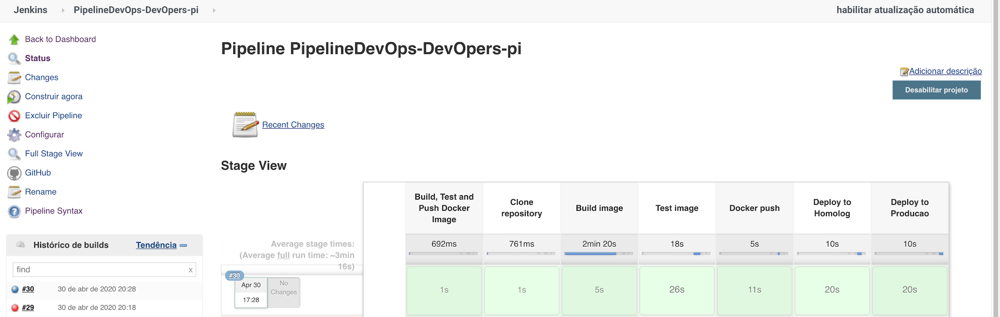 Jenkins PipelineDevOps-DevOpers-pi habilitar atualização automática
Back to Dashboard
Status
Changes
Construir agora
Excluir Pipeline
Configurar
Full Stage View
GitHub
Rename
Pipeline Syntax
Histórico de builds Tendência
find x
#30 30 de abr de 2020 20:28
#29 30 de abr de 2020 20:18
Pipeline PipelineDevOps-DevOpers-pi
Adicionar descrição
Desabilitar projeto
Recent Changes
Stage View
Build, Test and
Push Docker
Image
Clone
repository
Build image
Test image
Docker push
Deploy to
Homolog
Deploy to
Producao
Average stage times:
(Average full run time: ~3min
16s)
692ms 761ms 2min 20s 18s 5s 10s 10s
#30
Apr 30
17:28
No
Changes
1s 1s 5s 26s 11s 20s 20s